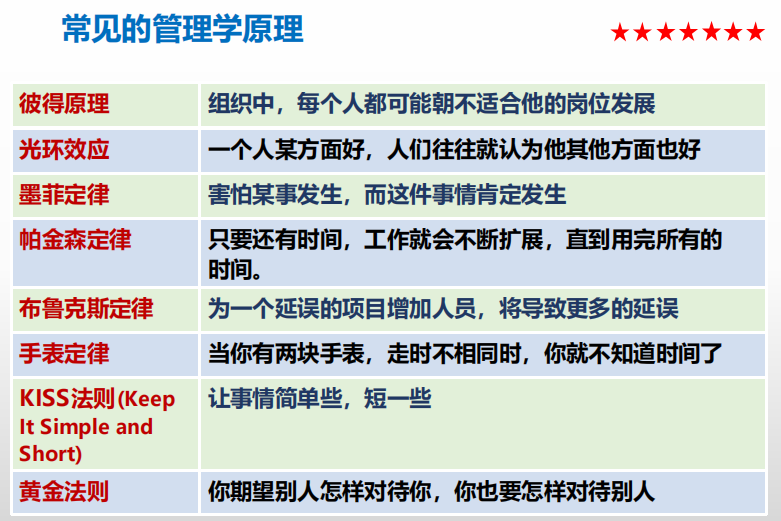 常见的管理学原理
彼得原理
组织中，每个人都可能朝不适合他的岗位发展
光环效应
一个人某方面好，人们往往就认为他其他方面也好
墨菲定律
害怕某事发生，而这件事情肯定发生
帕金森定律
只要还有时间，工作就会不断扩展，直到用完所有的
时间。
布鲁克斯定律
为一个延误的项目增加人员，将导致更多的延误
手表定律
当你有两块手表，走时不相同时，你就不知道时间了
KISS法则(Keep
It Simple and
Short)
让事情简单些，短一些
黄金法则
你期望别人怎样对待你，你也要怎样对待别人